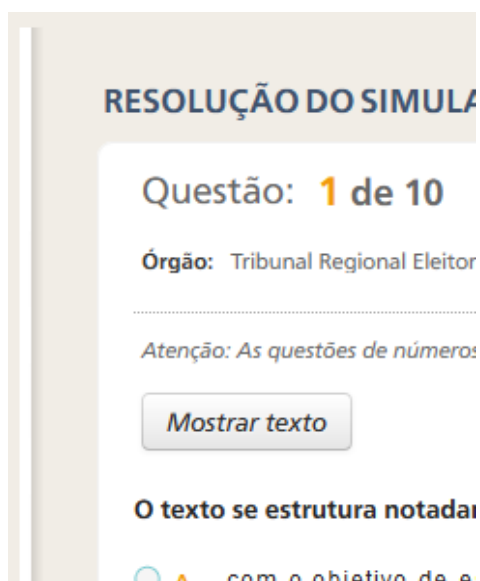 RESOLUÇÃO DO SIMULA
Questão: 1 de 10
Órgão: Tribunal Regional Eleitor
Atenção: As questões de números
Mostrar texto
O texto se estrutura notadar
A com o objetivo de e